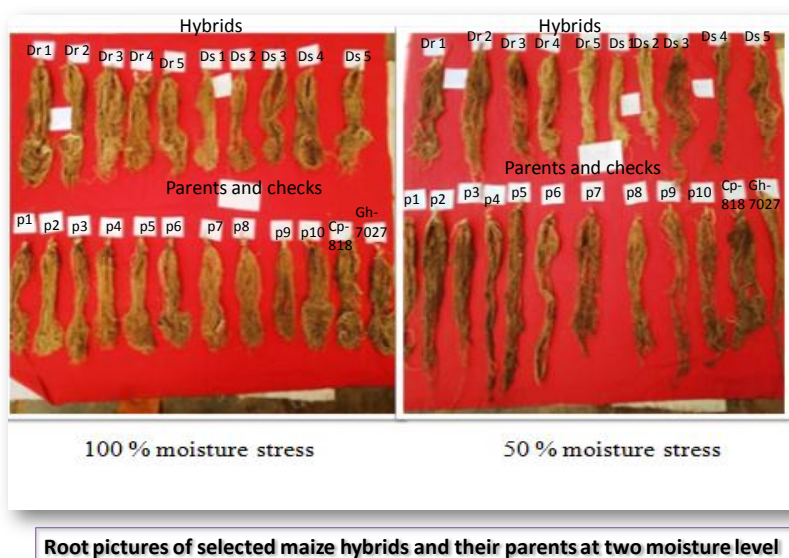 Hybrids
Dr 1 Dr 2 Dr 3 Dr 4 Dr 5 Ds 1 Ds 2 Ds 3 Ds 4 Ds 5
Parents and checks
p1 p2 p3 p4 p5 p6 p7 p8 p9 p10 Cp-818 Gh-7027
100 % moisture stress
Hybrids
Dr 1 Dr 2 Dr 3 Dr 4 Dr 5 Ds 1 Ds 2 Ds 3 Ds 4 Ds 5
Parents and checks
p1 p2 p3 p4 p5 p6 p7 p8 p9 p10 Cp-818 Gh-7027
50 % moisture stress
Root pictures of selected maize hybrids and their parents at two moisture level